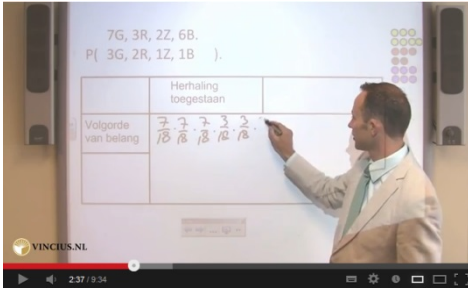 7G, 3R, 2Z, 6B.
P( 3G, 2R, 1Z, 1B ).
Herhaling
toegestaan
Volgorde
van belang
7/18 · 7/18 · 7/18 · 3/18 · 3/18 ·
VINCIUS.NL
2:37 / 9:34